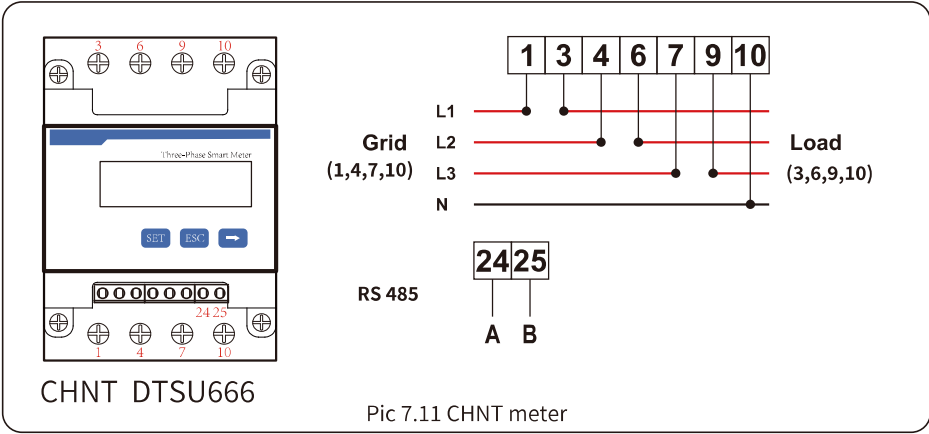 3 6 9 10
Three-Phase Smart Meter
SET ESC
24 25
1 4 7 10
CHNT DTSU666
1 3 4 6 7 9 10
L1
L2
L3
N
Grid
(1,4,7,10)
Load
(3,6,9,10)
24 25
RS 485
A B
Pic 7.11 CHNT meter